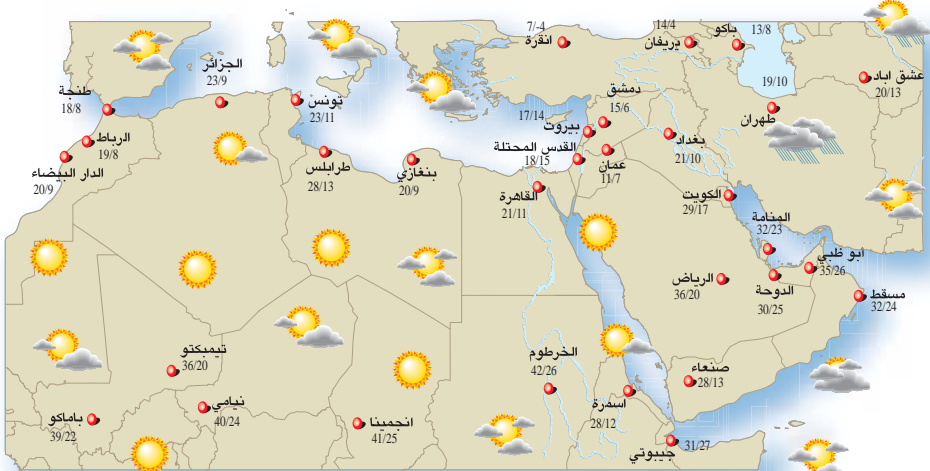 14/4
13/8
باكو
7/-4
انقرة
يريفان
الجزائر
23/9
عشق اباد
20/13
19/10
دمشق
15/6
طنجة
18/8
تونس
23/11
17/14
بيروت
طهران
الرباط
19/8
القدس المحتلة
18/15
بغداد
21/10
طرابلس
28/13
بنغازي
20/9
عمان
11/7
الدار البيضاء
20/9
القاهرة
21/11
الكويت
29/17
المنامة
32/23
ابو ظبي
35/26
الرياض
36/20
الدوحة
30/25
مسقط
32/24
تيمبكتو
36/20
الخرطوم
42/26
صنعاء
28/13
نيامي
40/24
اسمرة
28/12
باماكو
39/22
انجمينا
41/25
31/27
جيبوتي